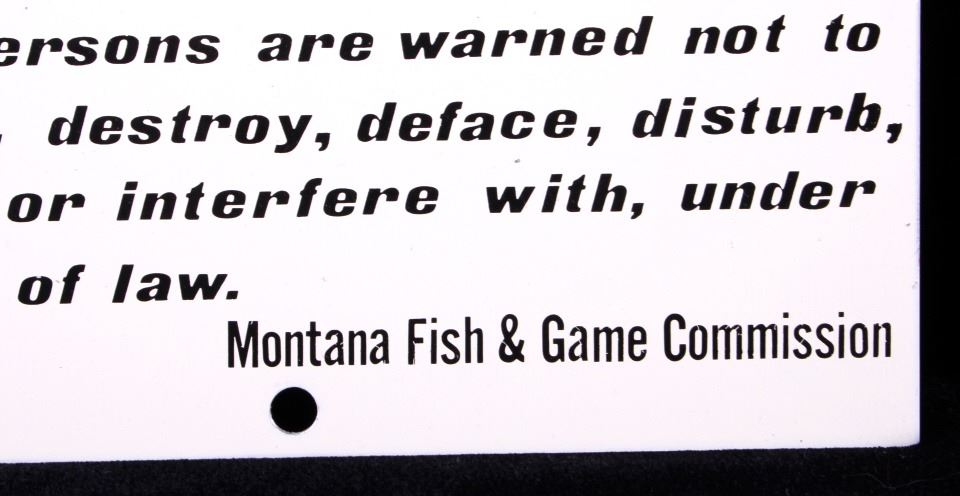 ersons are warned not to
, destroy, deface, disturb,
or interfere with, under
of law.
Montana Fish & Game Commission